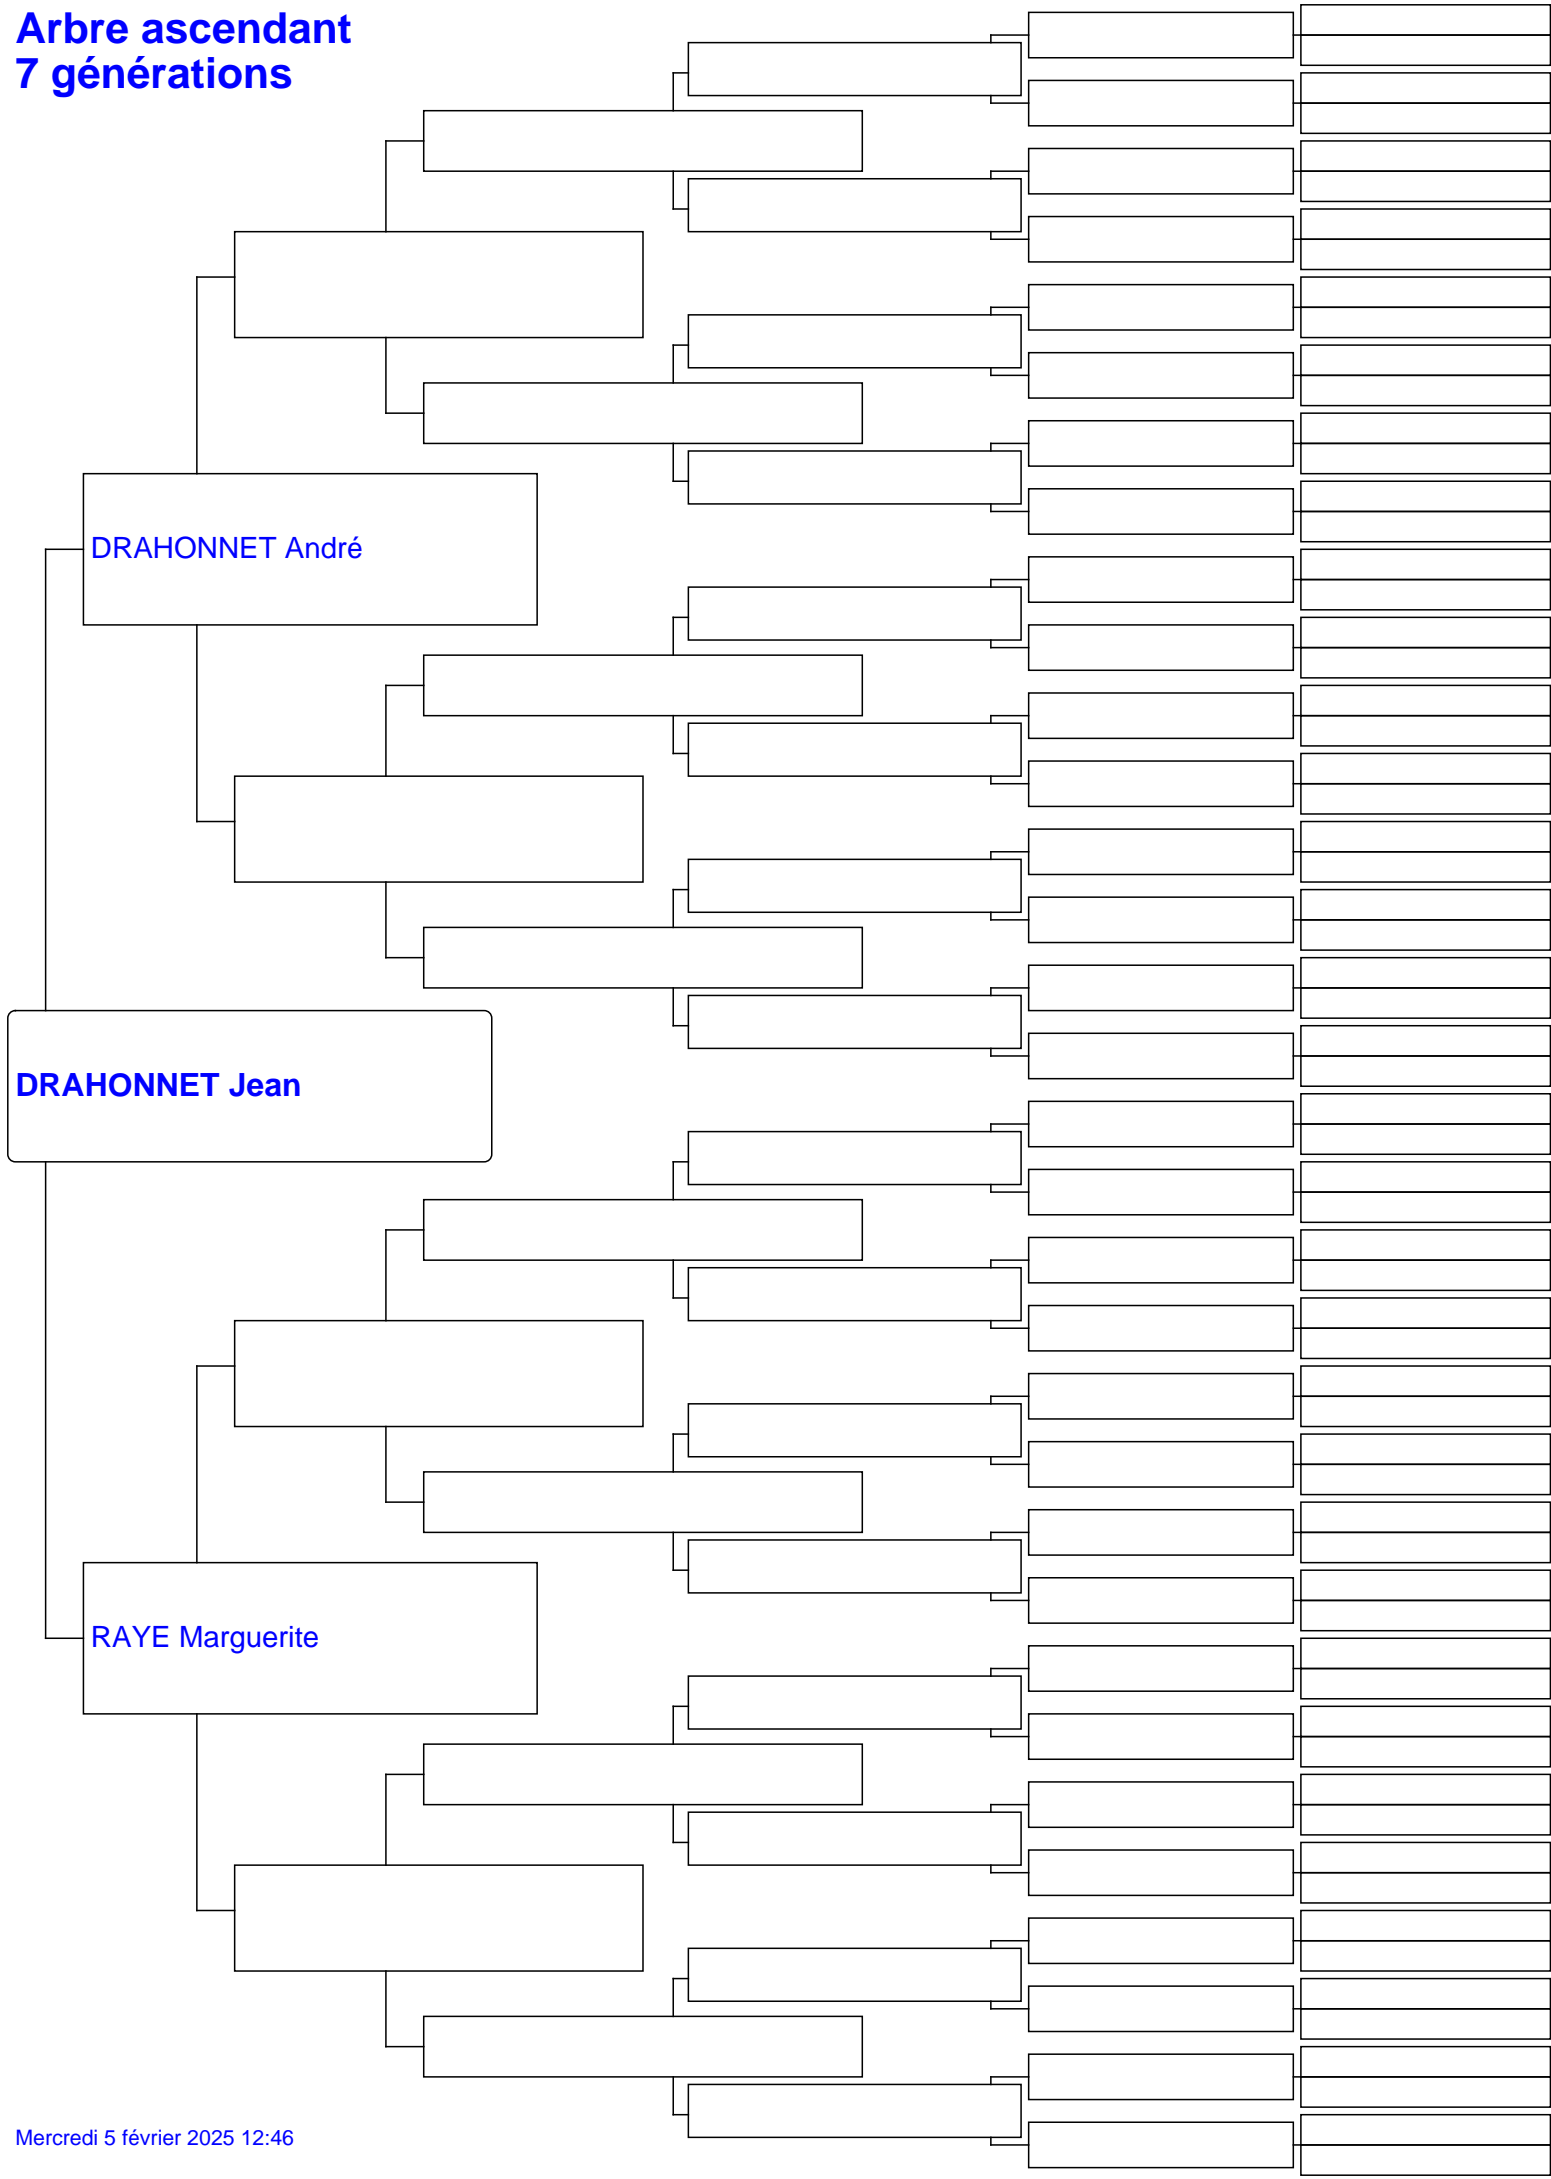 Arbre ascendant
7 générations
DRAHONNET André
DRAHONNET Jean
RAYE Marguerite
Mercredi 5 février 2025 12:46